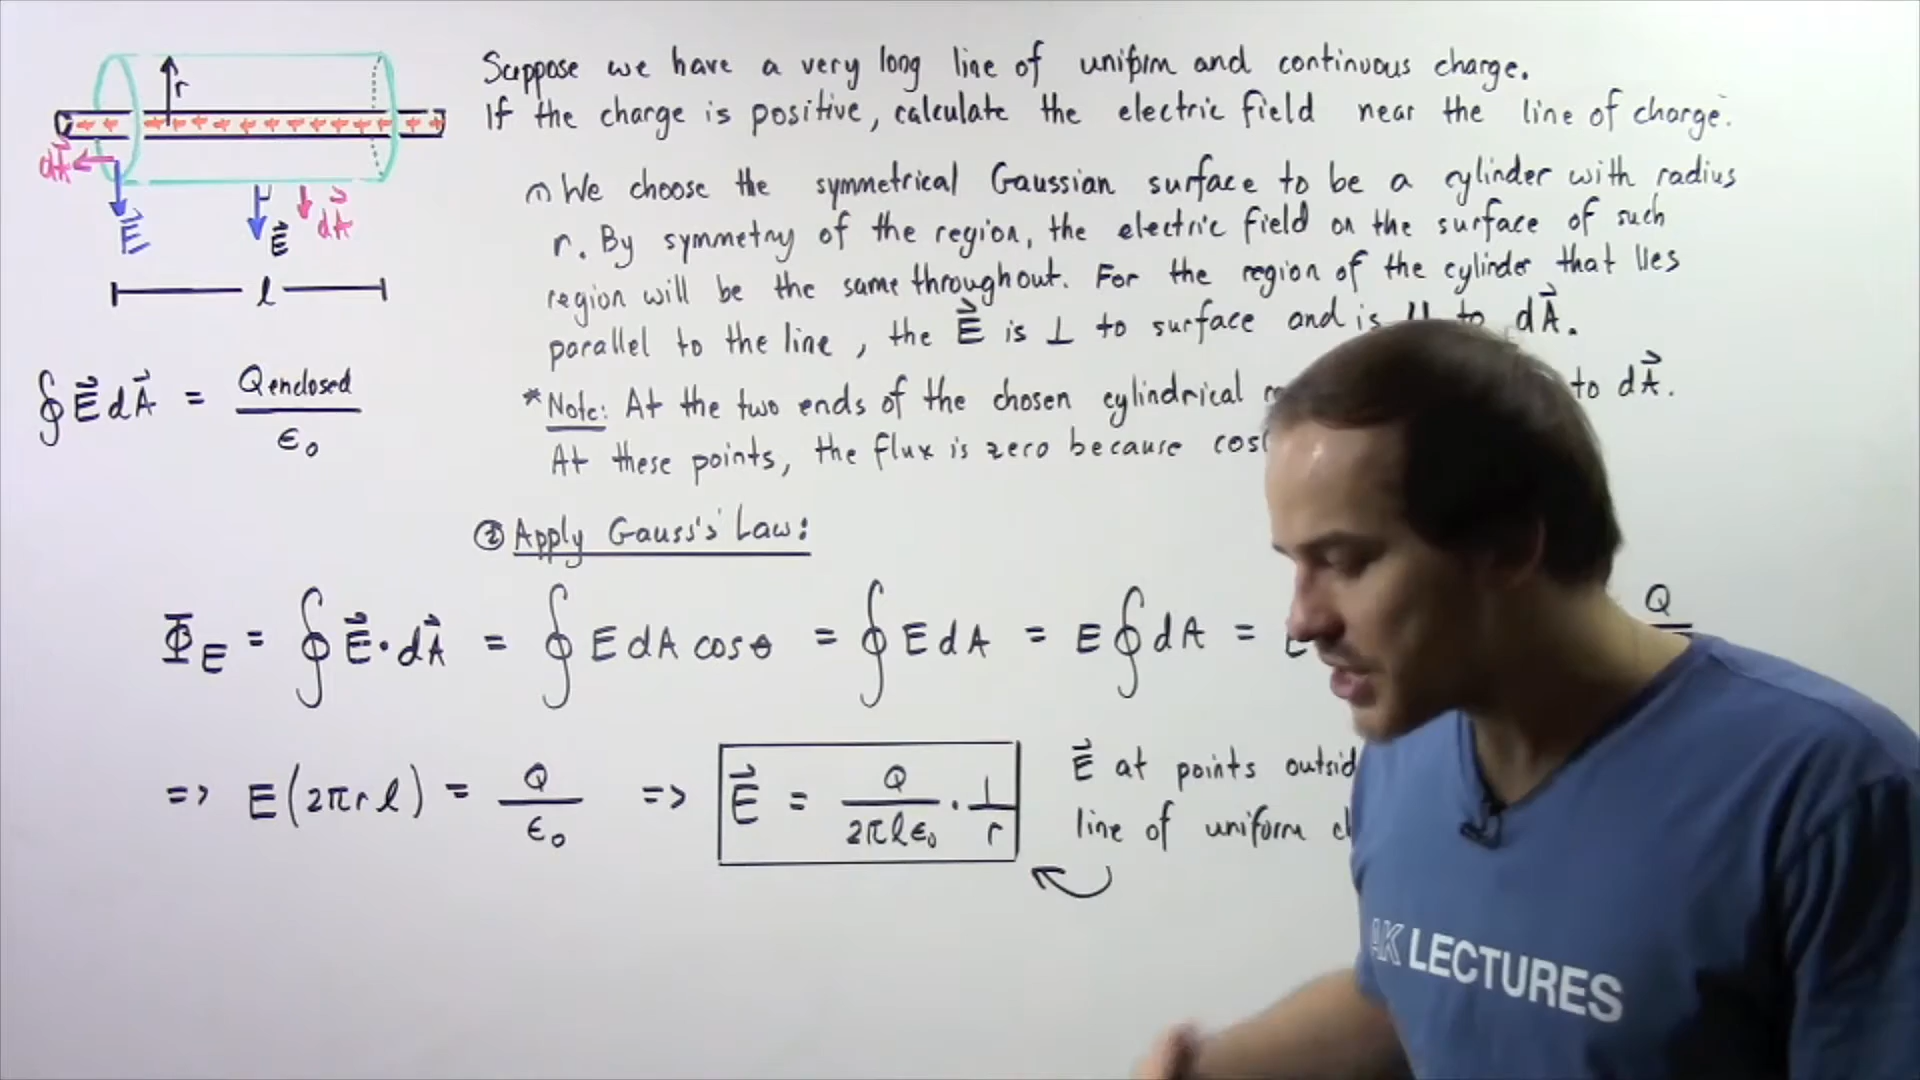 Suppose we have a very long line of uniform and continuous charge.
If the charge is positive, calculate the electric field near the line of charge.
① We choose the symmetrical Gaussian surface to be a cylinder with radius
r. By symmetry of the region, the electric field on the surface of such
region will be the same throughout. For the region of the cylinder that lies
parallel to the line, the E⃗ is ⊥ to surface and is to dA⃗.
*Note: At the two ends of the chosen cylindrical to dA⃗.
At these points, the flux is zero because cos
r
+ + + + + + + + + + + + + + + + +
dA⃗
E⃗
E⃗
dA⃗
l
∮E⃗ dA⃗ = Qenclosed / ϵ₀
② Apply Gauss's Law:
Φ_E = ∮E⃗·dA⃗ = ∮E dA cosθ = ∮E dA = E∮dA = Q
=> E(2πrl) = Q/ϵ₀ => E⃗ = Q/2πlϵ₀ · 1/r
E⃗ at points
line of uniform
AK LECTURES